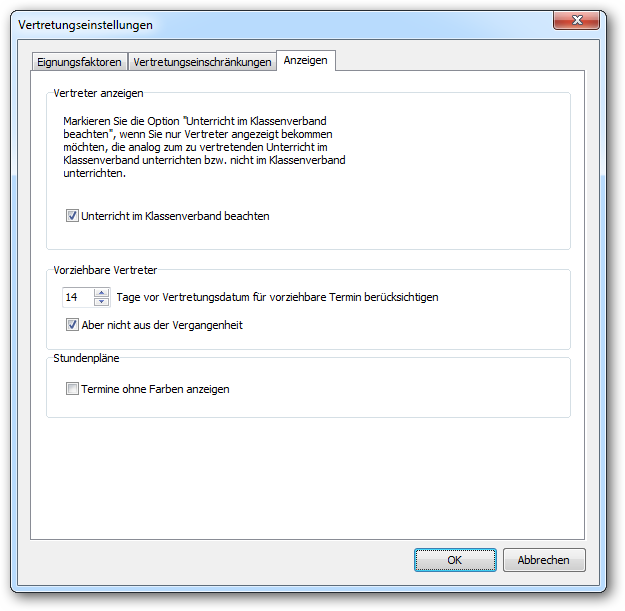 Vertretungseinstellungen
Eignungsfaktoren Vertretungseinschränkungen Anzeigen
Vertreter anzeigen
Markieren Sie die Option "Unterricht im Klassenverband
beachten", wenn Sie nur Vertreter angezeigt bekommen
möchten, die analog zum zu vertretenden Unterricht im
Klassenverband unterrichten bzw. nicht im Klassenverband
unterrichten.
Unterricht im Klassenverband beachten
Vorziehbare Vertreter
14 Tage vor Vertretungsdatum für vorziehbare Termin berücksichtigen
Aber nicht aus der Vergangenheit
Stundenpläne
Termine ohne Farben anzeigen
OK Abbrechen